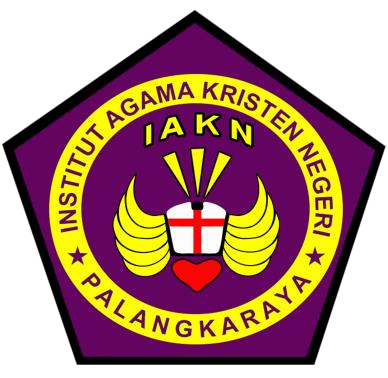 INSTITUT AGAMA KRISTEN NEGERI
IAKN
PALANGKARAYA